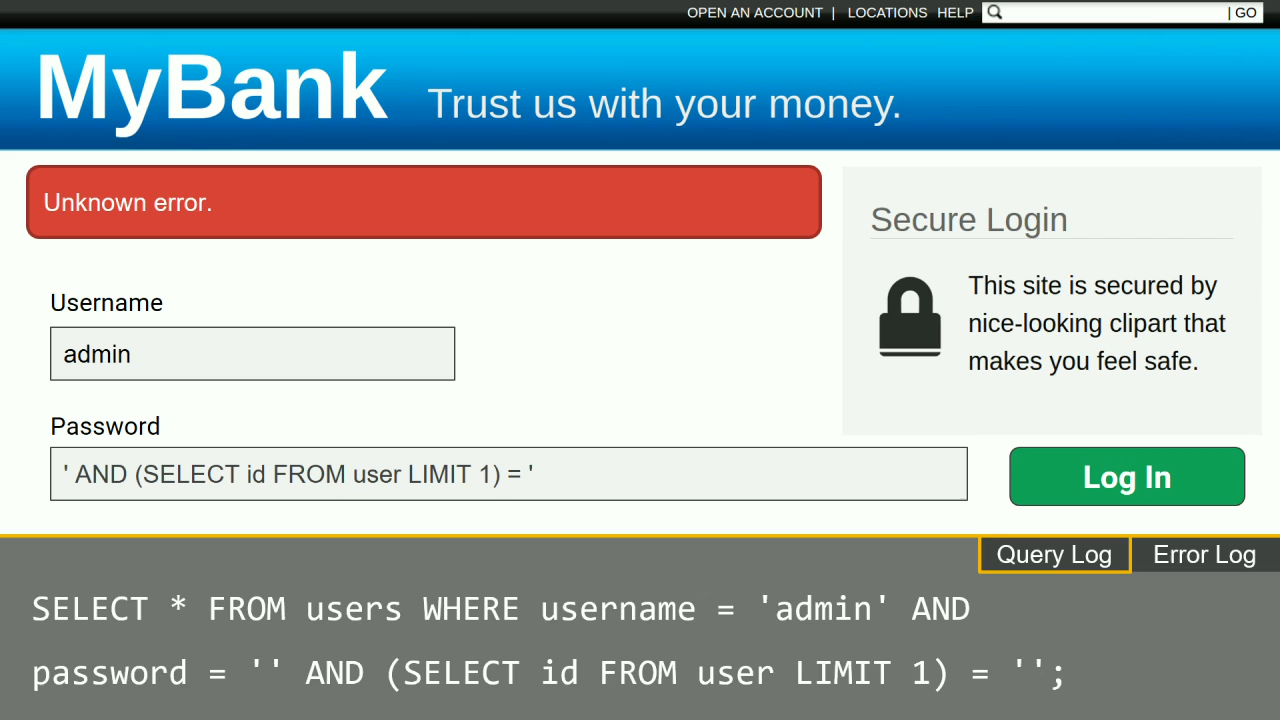 OPEN AN ACCOUNT | LOCATIONS HELP | GO
MyBank Trust us with your money.
Unknown error.
Secure Login
This site is secured by
nice-looking clipart that
makes you feel safe.
Username
admin
Password
' AND (SELECT id FROM user LIMIT 1) = '
Log In
Query Log Error Log
SELECT * FROM users WHERE username = 'admin' AND
password = '' AND (SELECT id FROM user LIMIT 1) = '';